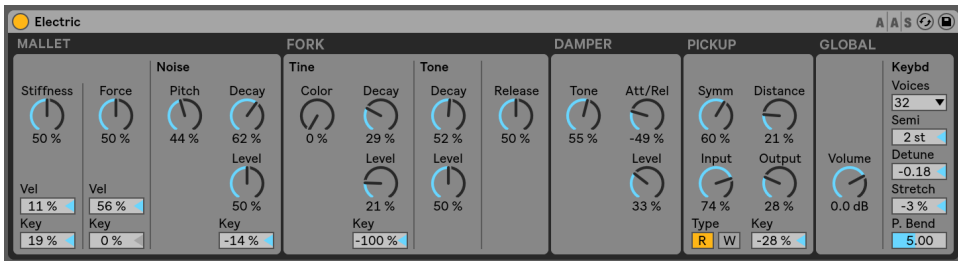 Electric
A A S
MALLET
FORK
DAMPER
PICKUP
GLOBAL
Noise
Tine
Tone
Keybd
Stiffness
50 %
Force
50 %
Pitch
44 %
Decay
62 %
Level
50 %
Vel
11 %
Vel
56 %
Key
19 %
Key
0 %
Key
-14 %
Color
0 %
Decay
29 %
Level
21 %
Key
-100 %
Decay
52 %
Level
50 %
Release
50 %
Tone
55 %
Att/Rel
-49 %
Level
33 %
Symm
60 %
Distance
21 %
Input
74 %
Output
28 %
Type
R W
Key
-28 %
Volume
0.0 dB
Voices
32
Semi
2 st
Detune
-0.18
Stretch
-3 %
P. Bend
5.00